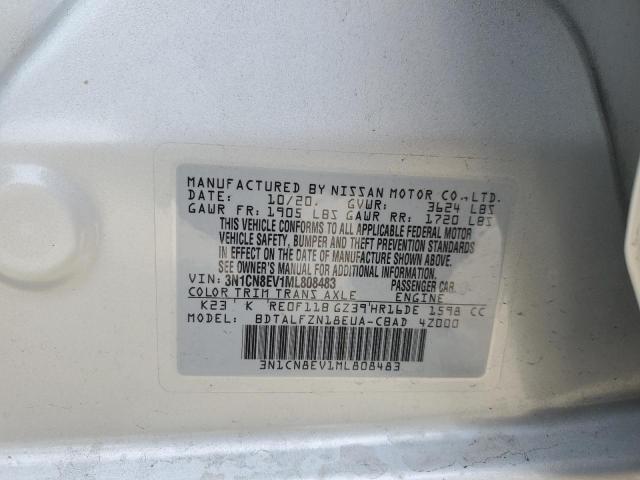 MANUFACTURED BY NISSAN MOTOR CO., LTD.
DATE: 10/20. GVWR: 3624 LBS
GAWR FR: 1905 LBS GAWR RR: 1720 LBS
THIS VEHICLE CONFORMS TO ALL APPLICABLE FEDERAL MOTOR
VEHICLE SAFETY, BUMPER AND THEFT PREVENTION STANDARDS
IN EFFECT ON THE DATE OF MANUFACTURE SHOWN ABOVE.
SEE OWNER'S MANUAL FOR ADDITIONAL INFORMATION.
VIN: 3N1CN8EV1ML808483 PASSENGER CAR
COLOR TRIM TRANS AXLE ENGINE
K23 K RE0F11B GZ39 HR16DE 1598 CC
MODEL: BDTALFZN18EUA-CBAD 4Z000
3N1CN8EV1ML808483